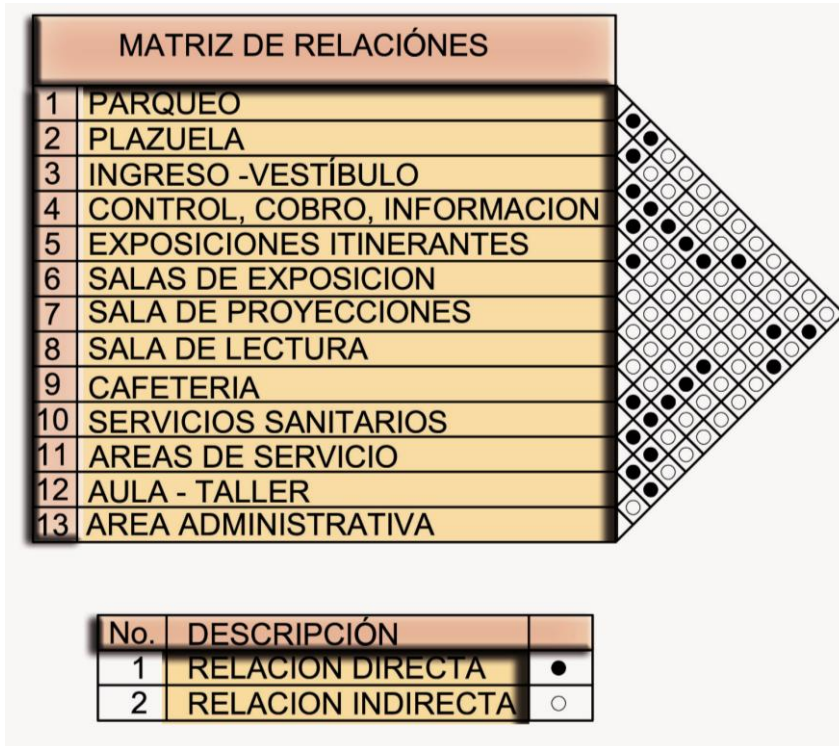 MATRIZ DE RELACIÓNES
1 PARQUEO
2 PLAZUELA
3 INGRESO -VESTÍBULO
4 CONTROL, COBRO, INFORMACION
5 EXPOSICIONES ITINERANTES
6 SALAS DE EXPOSICION
7 SALA DE PROYECCIONES
8 SALA DE LECTURA
9 CAFETERIA
10 SERVICIOS SANITARIOS
11 AREAS DE SERVICIO
12 AULA - TALLER
13 AREA ADMINISTRATIVA
No. DESCRIPCIÓN
1 RELACION DIRECTA
2 RELACION INDIRECTA